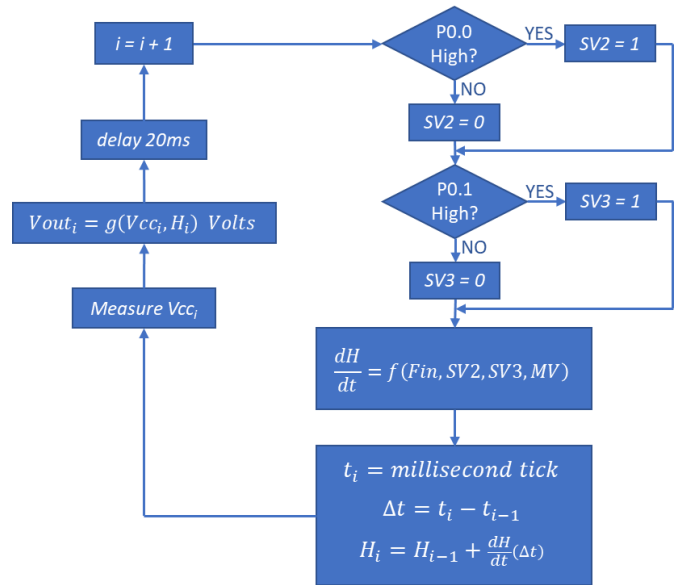 i = i + 1
P0.0
High?
YES
SV2 = 1
NO
SV2 = 0
delay 20ms
P0.1
High?
YES
SV3 = 1
Vout_i = g(Vcc_i, H_i) Volts
NO
SV3 = 0
Measure Vcc_i
dH/dt = f(Fin, SV2, SV3, MV)
t_i = millisecond tick
Δt = t_i − t_{i−1}
H_i = H_{i−1} + dH/dt(Δt)